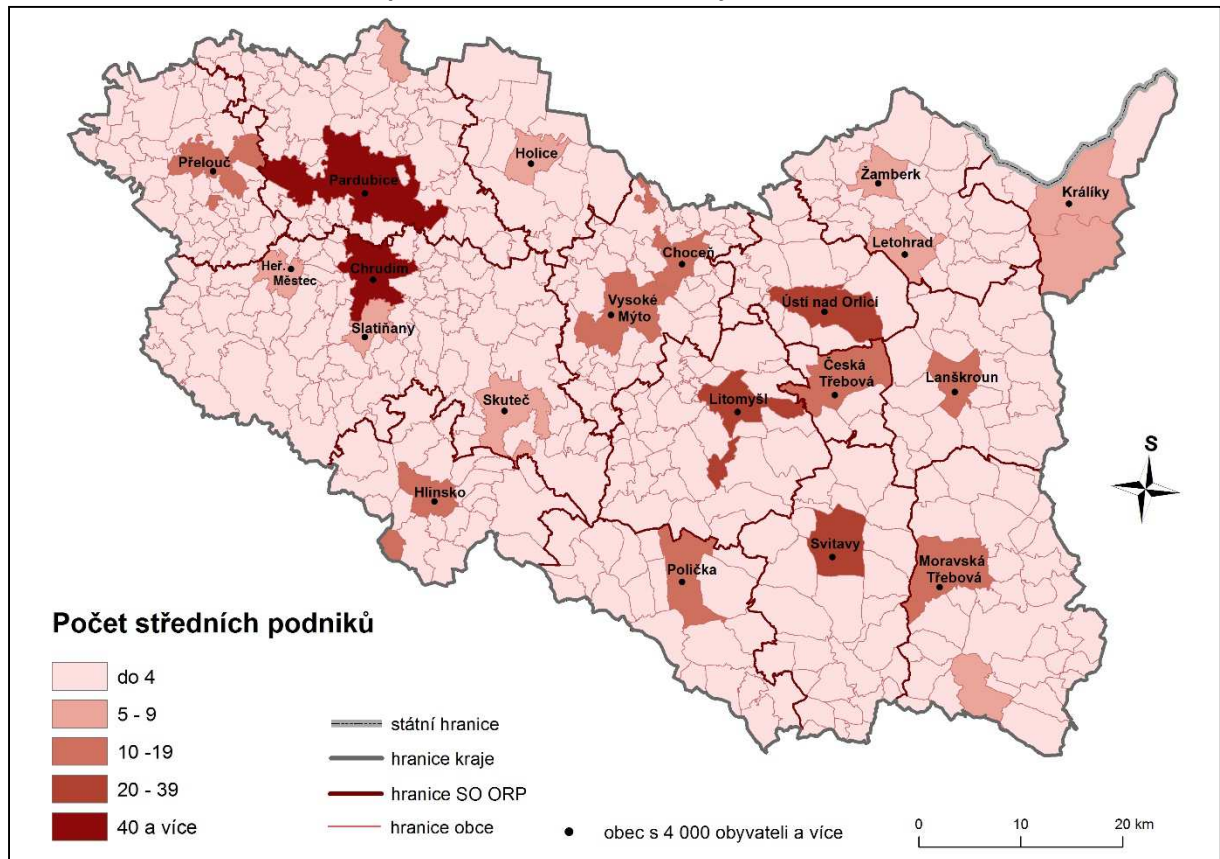 Přelouč
Pardubice
Holice
Žamberk
Králíky
Letohrad
Choceň
Heř.
Městec
Chrudim
Vysoké
Mýto
Ústí nad Orlicí
Slatiňany
Česká
Třebová
Lanškroun
Litomyšl
Skuteč
S
Hlinsko
Svitavy
Moravská
Třebová
Polička
Počet středních podniků
do 4
5 - 9
10 -19
20 - 39
40 a více
státní hranice
hranice kraje
hranice SO ORP
hranice obce
obec s 4 000 obyvateli a více
0 10 20 km